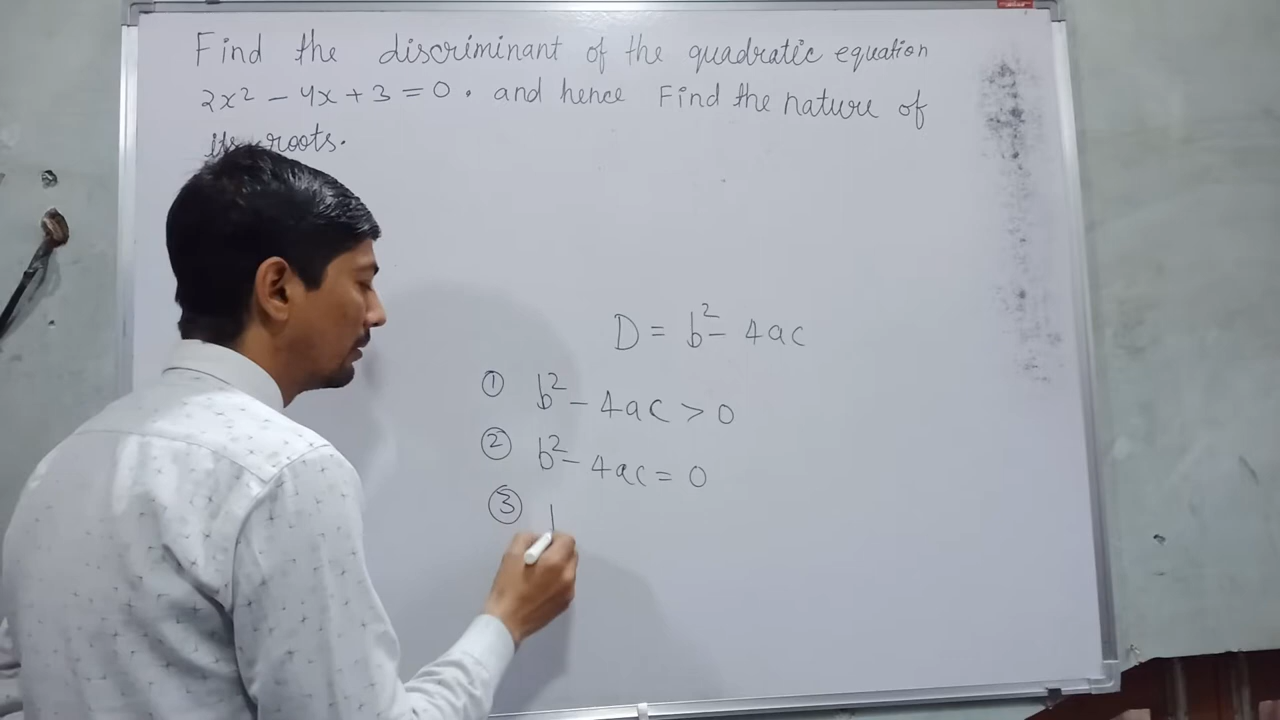 Find the discriminant of the quadratic equation
2x² - 4x + 3 = 0. and hence Find the nature of
its roots.
D = b² - 4ac
① b² - 4ac > 0
② b² - 4ac = 0
③